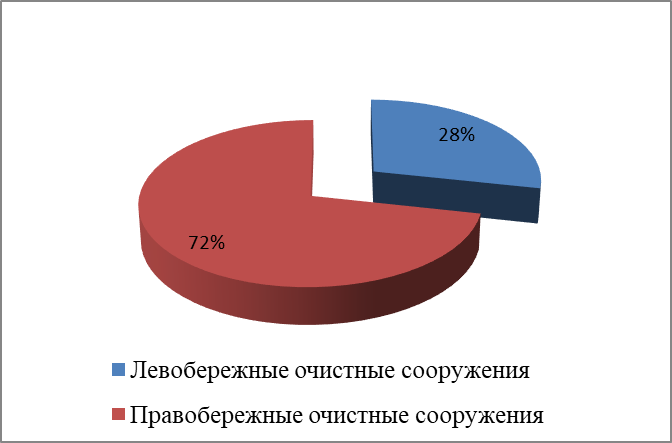 28%
72%
Левобережные очистные сооружения
Правобережные очистные сооружения